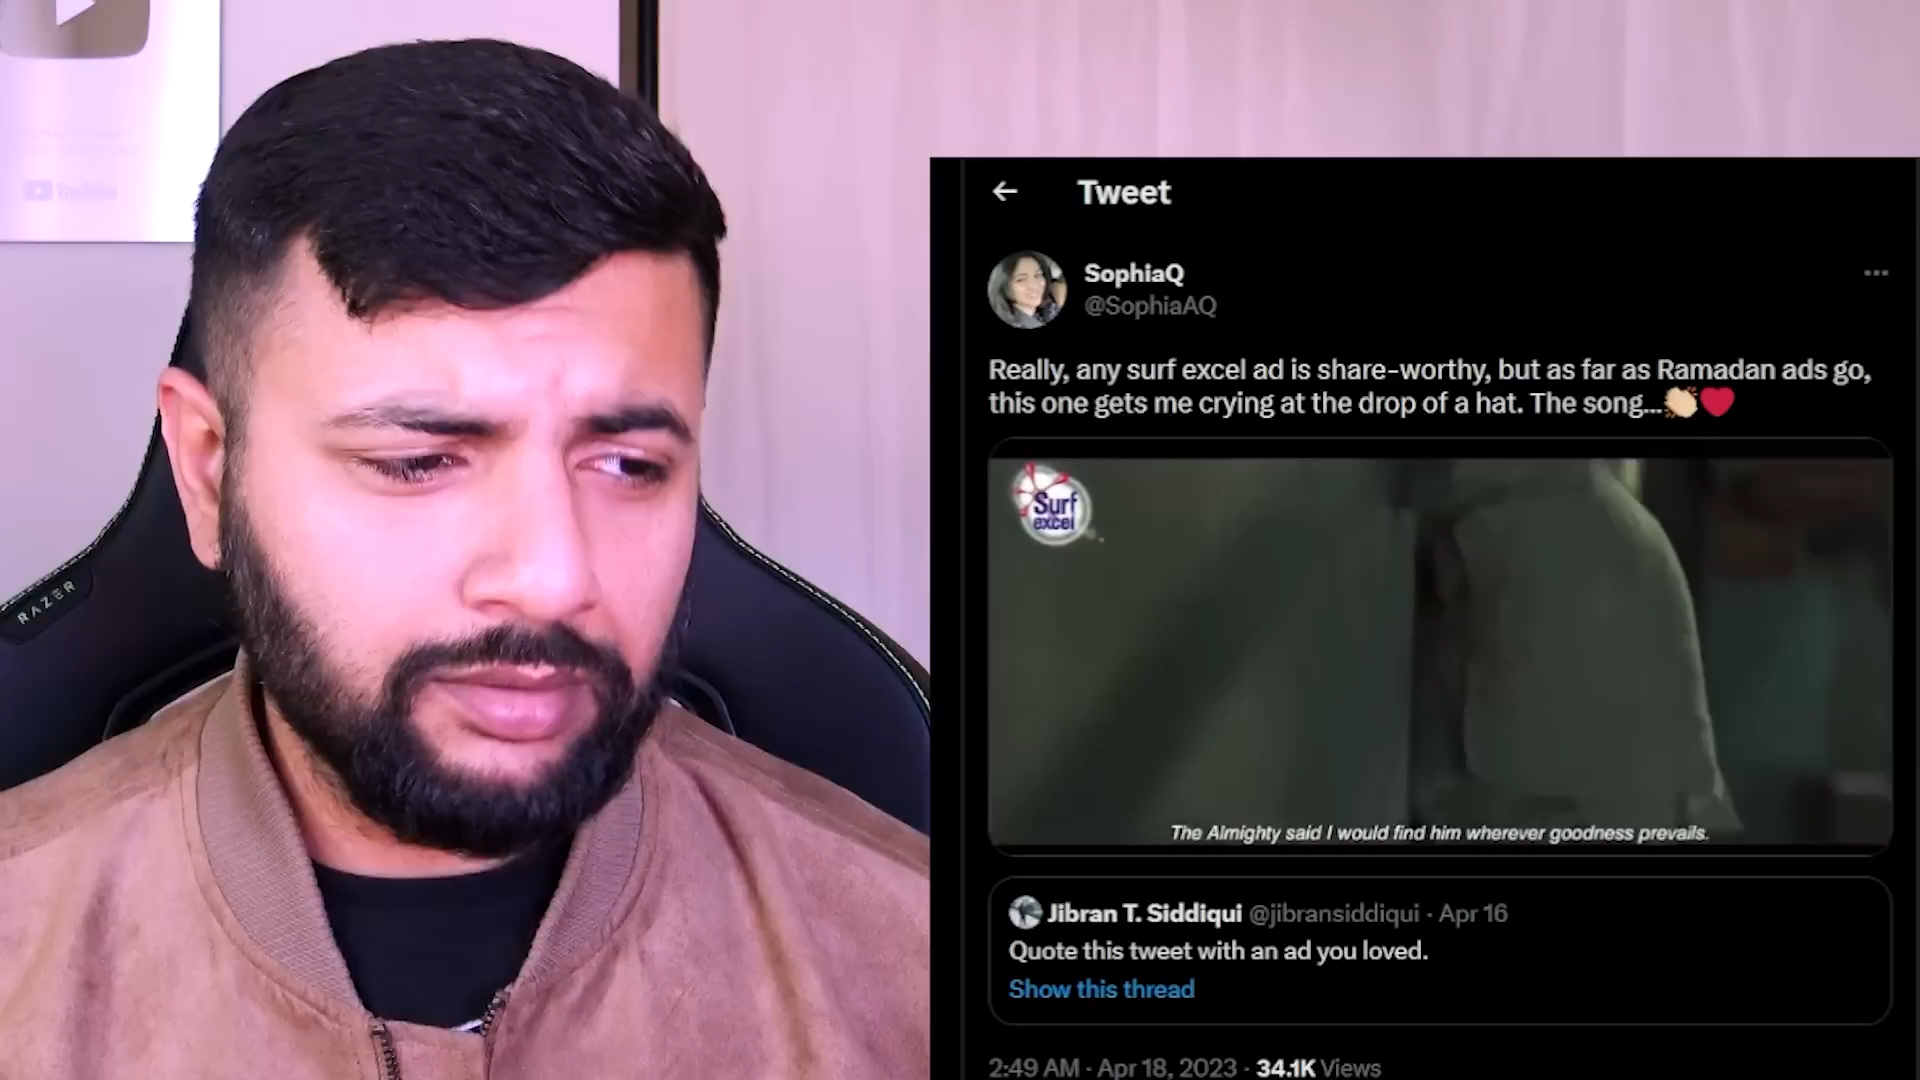 YouTube
RAZER
Tweet
SophiaQ
@SophiaAQ
Really, any surf excel ad is share-worthy, but as far as Ramadan ads go,
this one gets me crying at the drop of a hat. The song...👏❤️
Surf
excel
The Almighty said I would find him wherever goodness prevails.
Jibran T. Siddiqui @jibransiddiqui · Apr 16
Quote this tweet with an ad you loved.
Show this thread
2:49 AM · Apr 18, 2023 · 34.1K Views